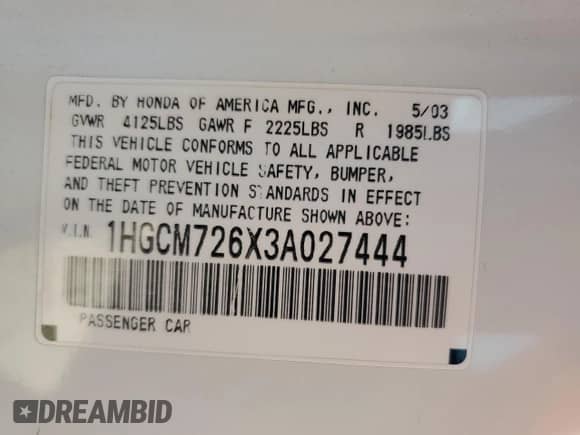 MFD. BY HONDA OF AMERICA MFG., INC. 5/03
GVWR 4125LBS GAWR F 2225LBS R 1985LBS
THIS VEHICLE CONFORMS TO ALL APPLICABLE
FEDERAL MOTOR VEHICLE SAFETY, BUMPER,
AND THEFT PREVENTION STANDARDS IN EFFECT
ON THE DATE OF MANUFACTURE SHOWN ABOVE:
V.I.N. 1HGCM726X3A027444
PASSENGER CAR
DREAMBID